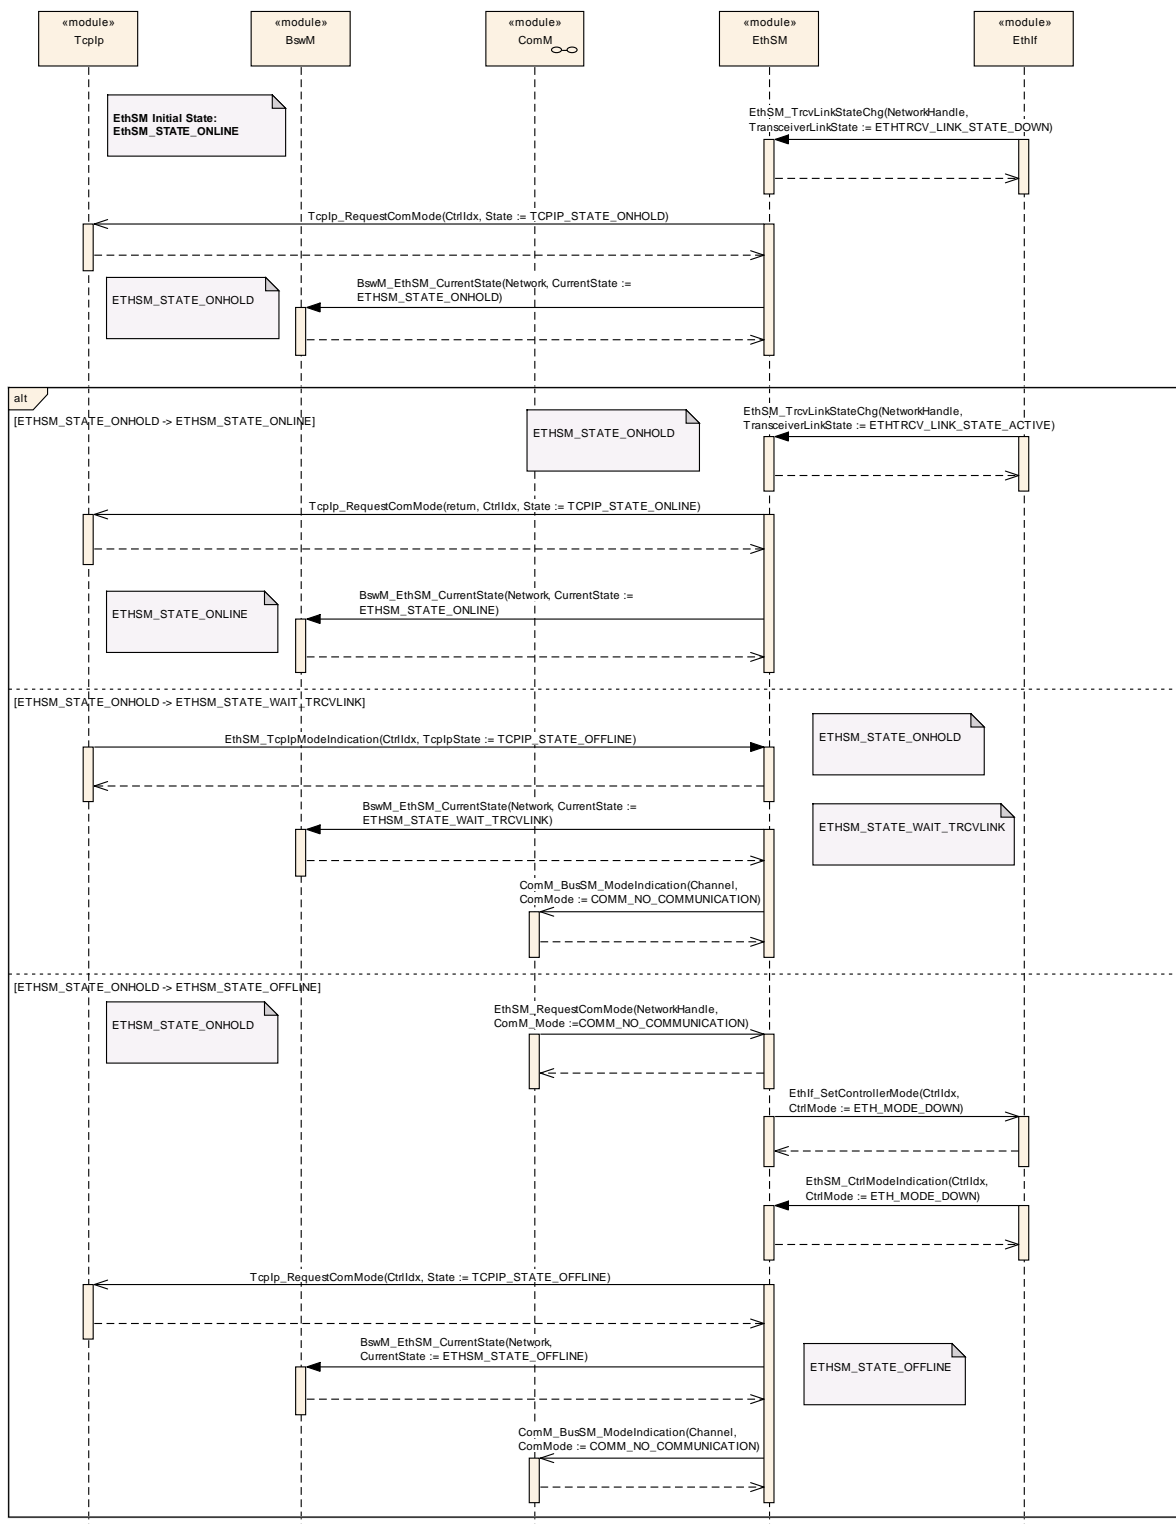 «module»
TcpIp
«module»
BswM
«module»
ComM
«module»
EthSM
«module»
EthIf
EthSM Initial State:
EthSM_STATE_ONLINE
EthSM_TrcvLinkStateChg(NetworkHandle,
TransceiverLinkState := ETHTRCV_LINK_STATE_DOWN)
TcpIp_RequestComMode(CtrlIdx, State := TCPIP_STATE_ONHOLD)
BswM_EthSM_CurrentState(Network, CurrentState :=
ETHSM_STATE_ONHOLD)
ETHSM_STATE_ONHOLD
alt
[ETHSM_STATE_ONHOLD -> ETHSM_STATE_ONLINE]
ETHSM_STATE_ONHOLD
EthSM_TrcvLinkStateChg(NetworkHandle,
TransceiverLinkState := ETHTRCV_LINK_STATE_ACTIVE)
TcpIp_RequestComMode(return, CtrlIdx, State := TCPIP_STATE_ONLINE)
BswM_EthSM_CurrentState(Network, CurrentState :=
ETHSM_STATE_ONLINE)
ETHSM_STATE_ONLINE
[ETHSM_STATE_ONHOLD -> ETHSM_STATE_WAIT_TRCVLINK]
EthSM_TcpIpModeIndication(CtrlIdx, TcpIpState := TCPIP_STATE_OFFLINE)
ETHSM_STATE_ONHOLD
BswM_EthSM_CurrentState(Network, CurrentState :=
ETHSM_STATE_WAIT_TRCVLINK)
ETHSM_STATE_WAIT_TRCVLINK
ComM_BusSM_ModeIndication(Channel,
ComMode := COMM_NO_COMMUNICATION)
[ETHSM_STATE_ONHOLD -> ETHSM_STATE_OFFLINE]
ETHSM_STATE_ONHOLD
EthSM_RequestComMode(NetworkHandle,
ComM_Mode :=COMM_NO_COMMUNICATION)
EthIf_SetControllerMode(CtrlIdx,
CtrlMode := ETH_MODE_DOWN)
EthSM_CtrlModeIndication(CtrlIdx,
CtrlMode := ETH_MODE_DOWN)
TcpIp_RequestComMode(CtrlIdx, State := TCPIP_STATE_OFFLINE)
BswM_EthSM_CurrentState(Network,
CurrentState := ETHSM_STATE_OFFLINE)
ETHSM_STATE_OFFLINE
ComM_BusSM_ModeIndication(Channel,
ComMode := COMM_NO_COMMUNICATION)